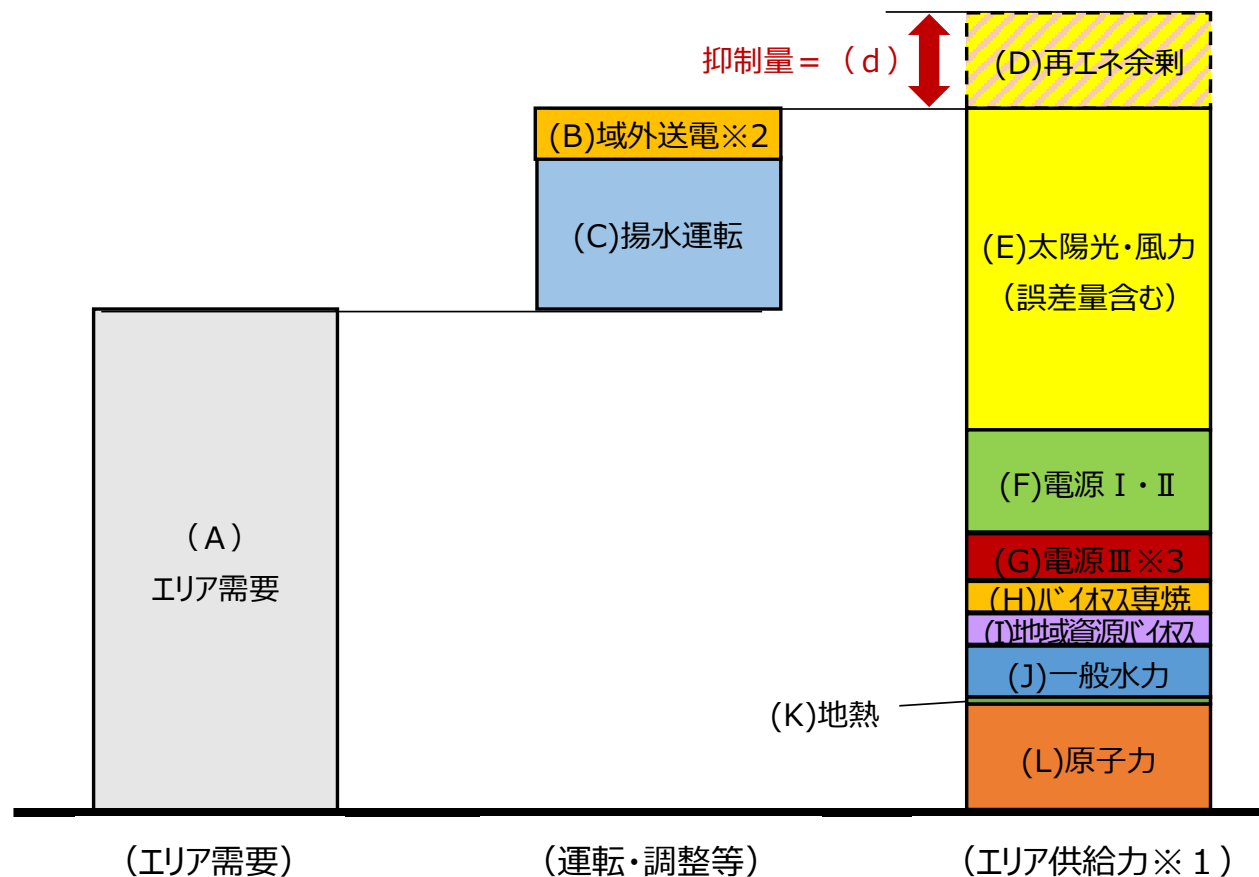 抑制量=（d）
(D)再エネ余剰
(B)域外送電※2
(C)揚水運転
(E)太陽光・風力
（誤差量含む）
(F)電源Ⅰ・Ⅱ
(G)電源Ⅲ※3
(H)バイオマス専焼
(I)地域資源バイオマス
(J)一般水力
(K)地熱
(L)原子力
（A）
エリア需要
（エリア需要）
（運転・調整等）
（エリア供給力※１）